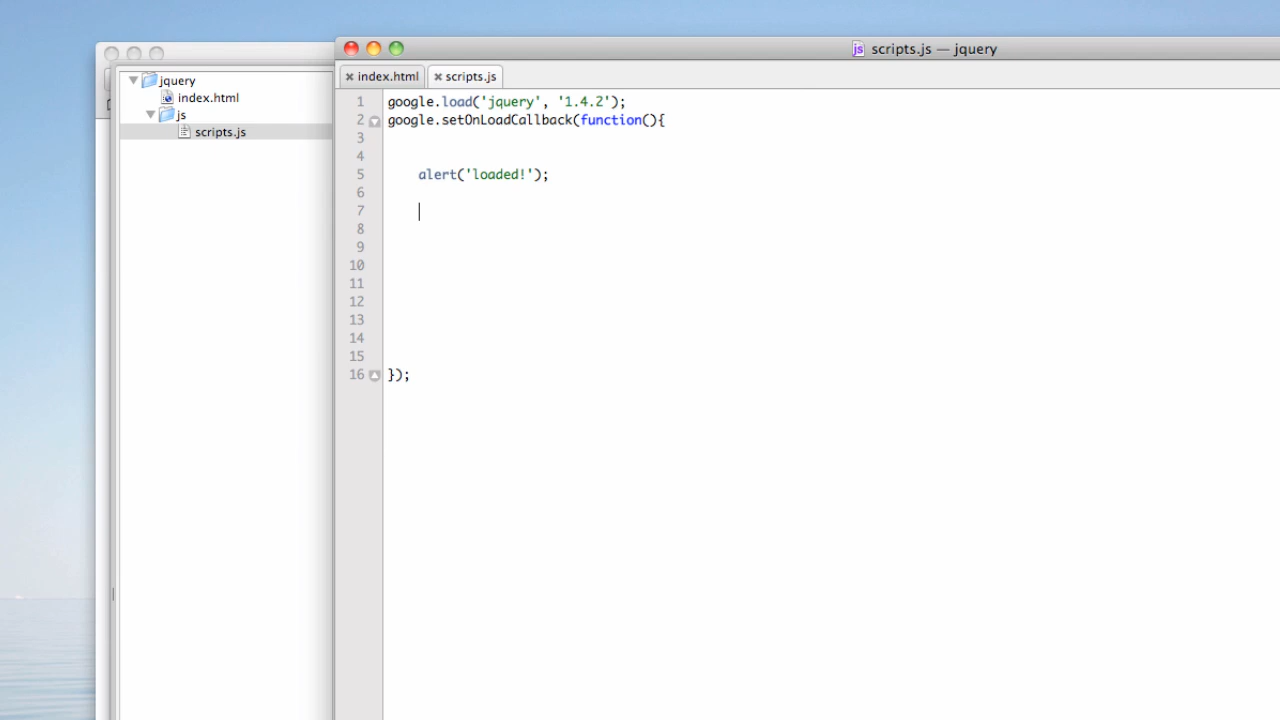 scripts.js — jquery
jquery
index.html
js
scripts.js
index.html scripts.js
1 google.load('jquery', '1.4.2');
2 google.setOnLoadCallback(function(){
3
4
5 alert('loaded!');
6
7
8
9
10
11
12
13
14
15
16 });